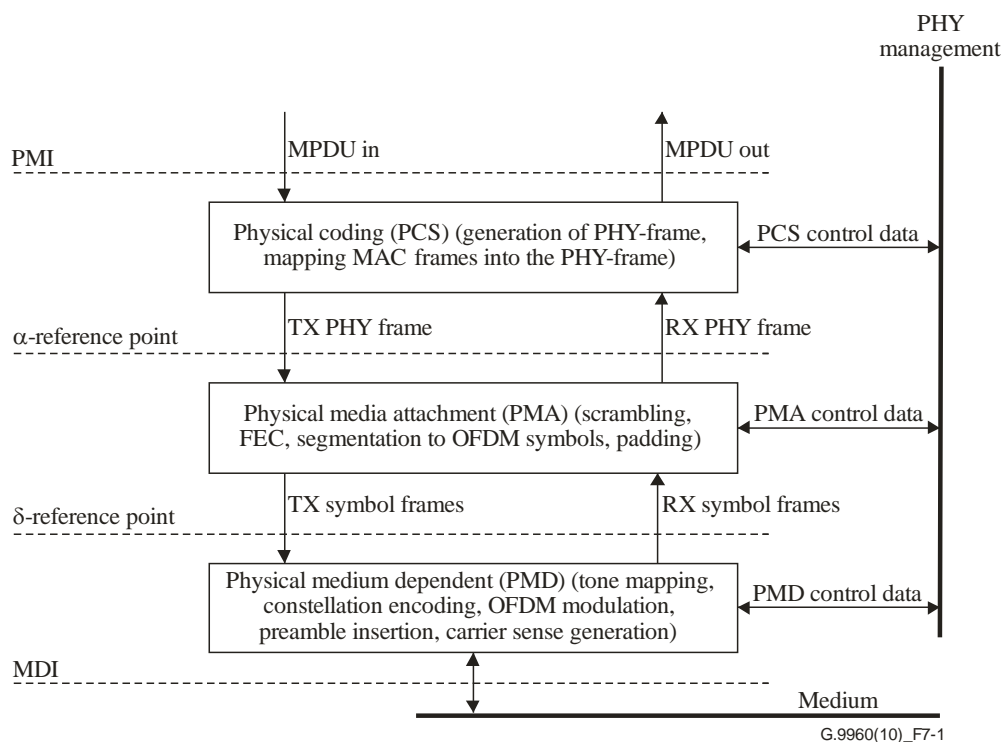 PHY
management
MPDU in
MPDU out
PMI
Physical coding (PCS) (generation of PHY-frame,
mapping MAC frames into the PHY-frame)
PCS control data
TX PHY frame
RX PHY frame
α-reference point
Physical media attachment (PMA) (scrambling,
FEC, segmentation to OFDM symbols, padding)
PMA control data
TX symbol frames
RX symbol frames
δ-reference point
Physical medium dependent (PMD) (tone mapping,
constellation encoding, OFDM modulation,
preamble insertion, carrier sense generation)
PMD control data
MDI
Medium
G.9960(10)_F7-1